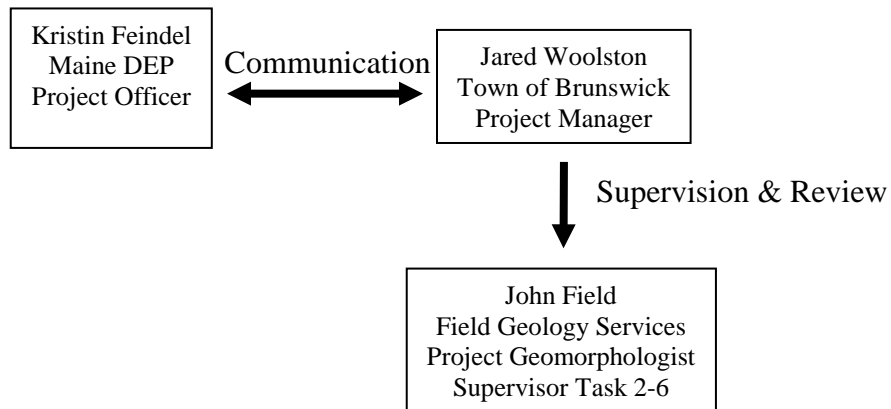 Kristin Feindel
Maine DEP
Project Officer
Communication
Jared Woolston
Town of Brunswick
Project Manager
Supervision & Review
John Field
Field Geology Services
Project Geomorphologist
Supervisor Task 2-6